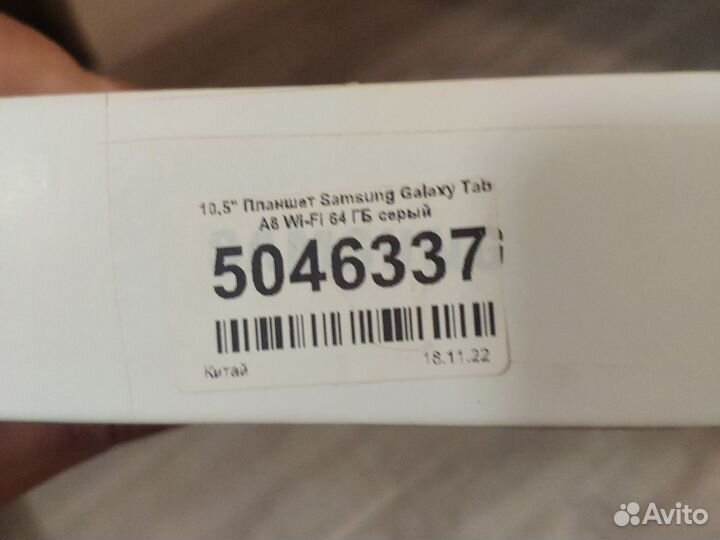 10.5" Планшет Samsung Galaxy Tab
A8 Wi-Fi 64 ГБ серый
5046337
Китай
18.11.22
Avito